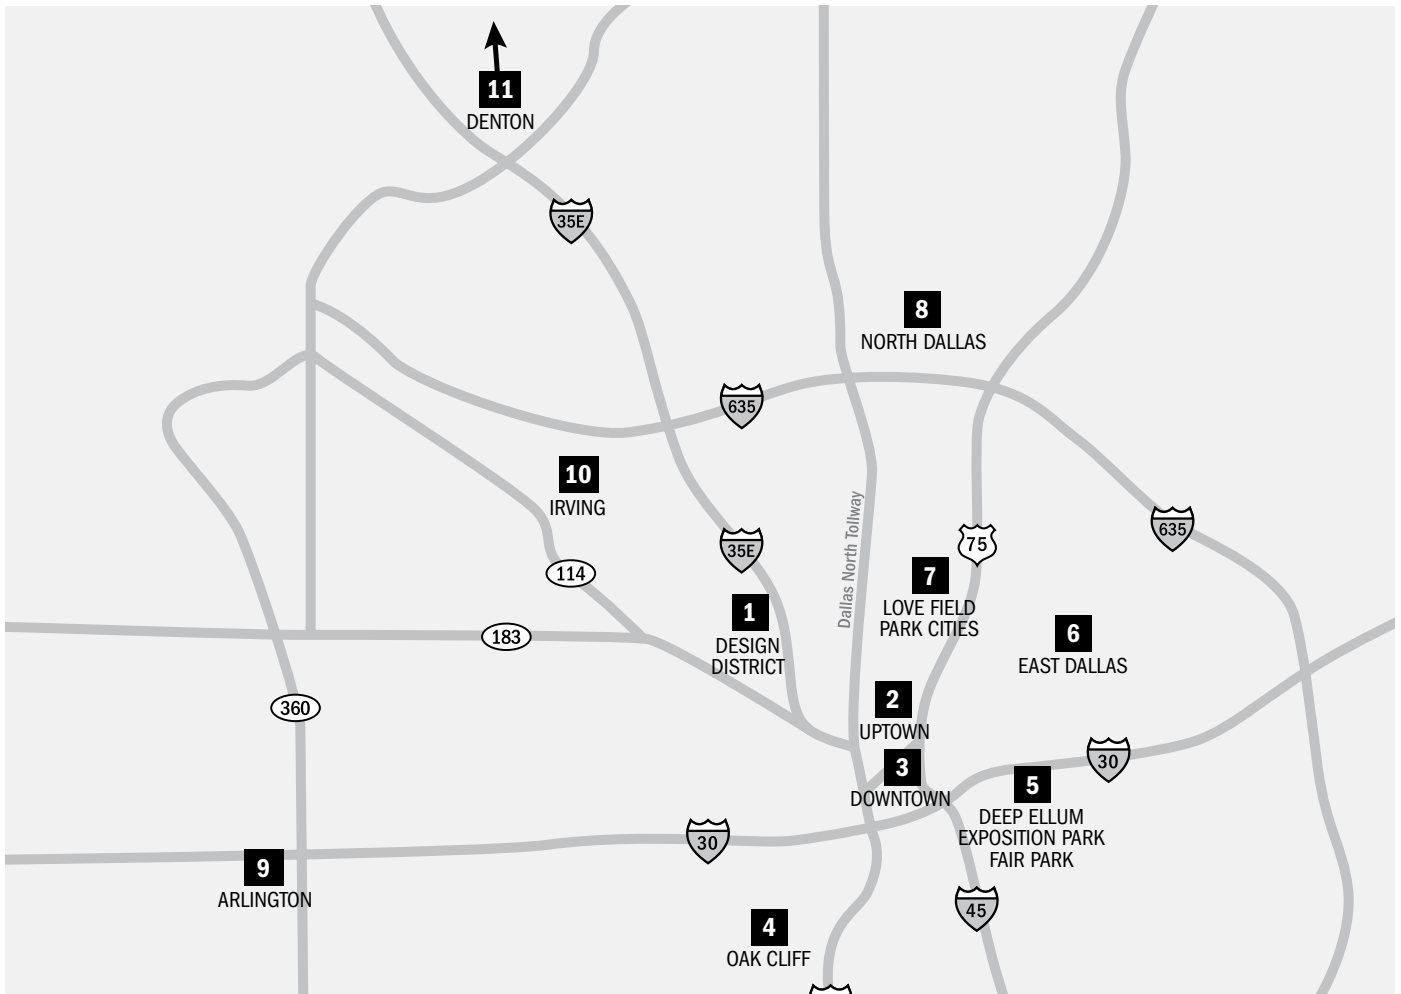 11
DENTON
35E
8
NORTH DALLAS
635
10
IRVING
Dallas North Tollway
635
35E
75
114
7
LOVE FIELD
PARK CITIES
1
DESIGN
DISTRICT
183
6
EAST DALLAS
360
2
UPTOWN
3
DOWNTOWN
30
5
DEEP ELLUM
EXPOSITION PARK
FAIR PARK
30
9
ARLINGTON
45
4
OAK CLIFF